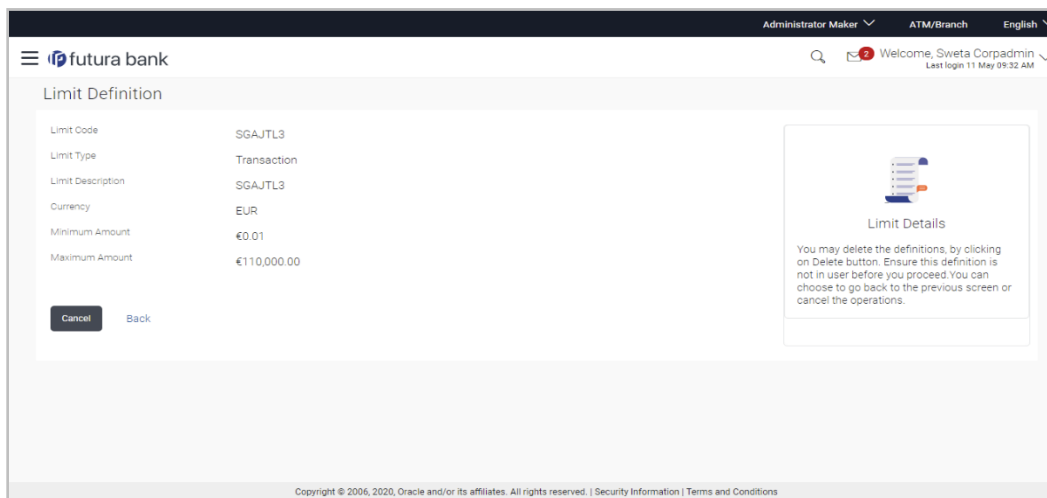 Administrator Maker ATM/Branch English
futura bank
Welcome, Sweta Corpadmin
2
Last login 11 May 09:32 AM
Limit Definition
Limit Code SGAJTL3
Limit Type Transaction
Limit Description SGAJTL3
Currency EUR
Minimum Amount €0.01
Maximum Amount €110,000.00
Cancel Back
Limit Details
You may delete the definitions, by clicking
on Delete button. Ensure this definition is
not in user before you proceed.You can
choose to go back to the previous screen or
cancel the operations.
Copyright © 2006, 2020, Oracle and/or its affiliates. All rights reserved. | Security Information | Terms and Conditions